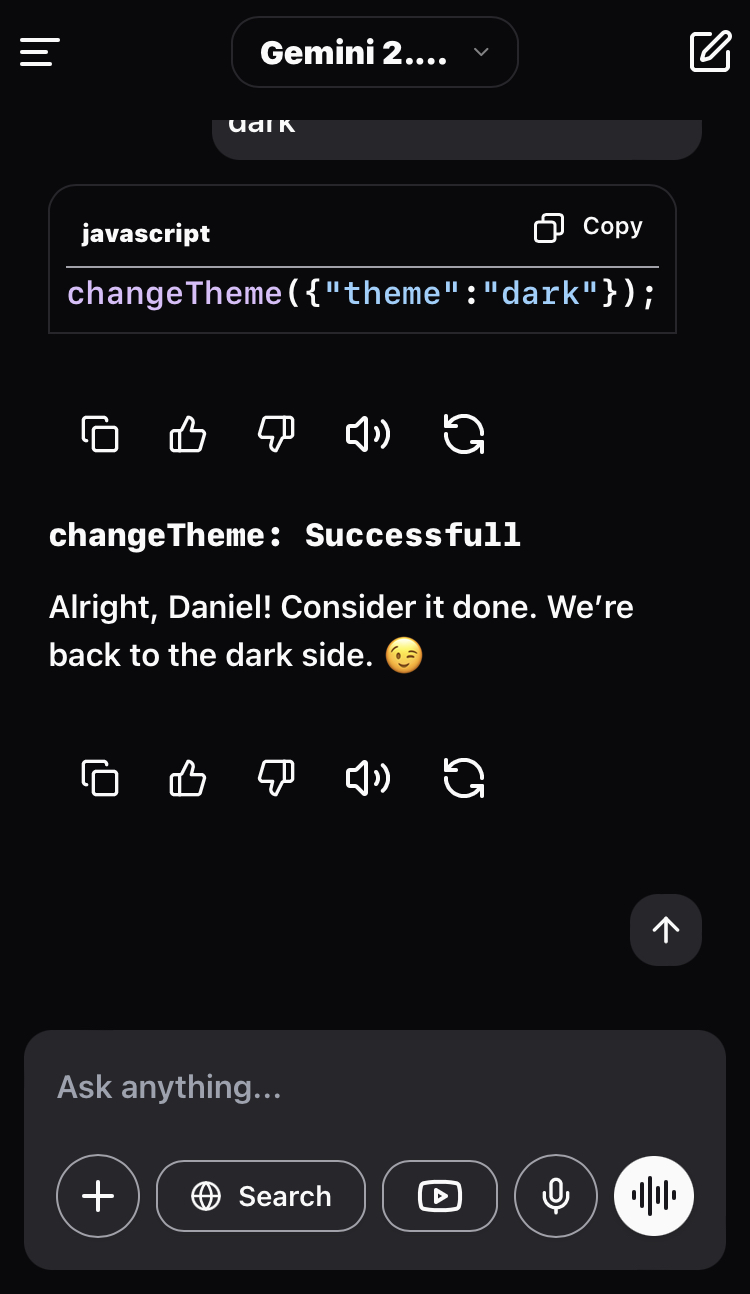 Gemini 2....
dark
javascript
Copy
changeTheme({"theme":"dark"});
changeTheme: Successfull
Alright, Daniel! Consider it done. We’re
back to the dark side. 😉
Ask anything...
Search